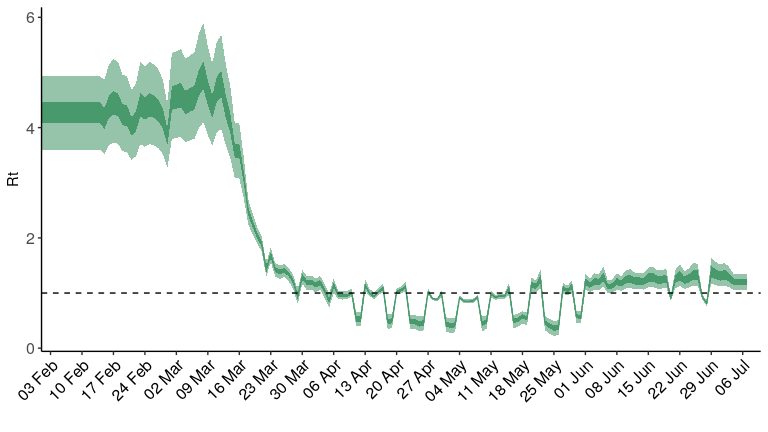 6
4
2
0
Rt
03 Feb
10 Feb
17 Feb
24 Feb
02 Mar
09 Mar
16 Mar
23 Mar
30 Mar
06 Apr
13 Apr
20 Apr
27 Apr
04 May
11 May
18 May
25 May
01 Jun
08 Jun
15 Jun
22 Jun
29 Jun
06 Jul